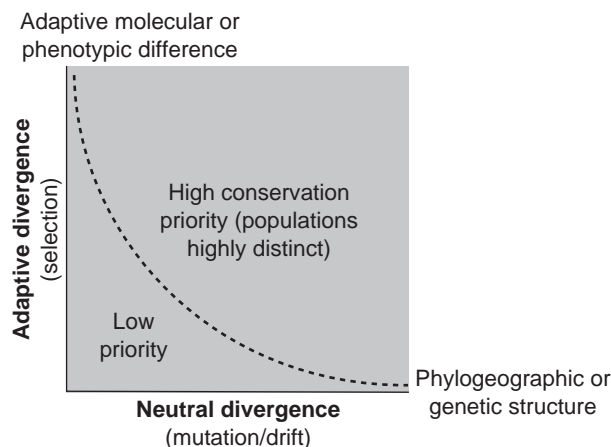 Adaptive molecular or
phenotypic difference
Adaptive divergence
(selection)
High conservation
priority (populations
highly distinct)
Low
priority
Phylogeographic or
genetic structure
Neutral divergence
(mutation/drift)